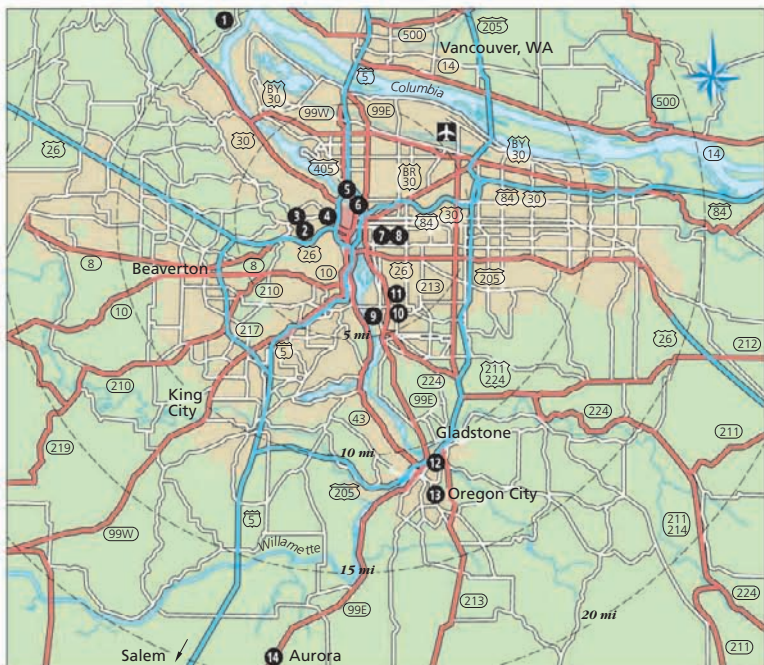 1
205
500
Vancouver, WA
14
5
Columbia
BY
30
99W
99E
500
26
30
BY
30
14
405
BR
30
5
6
84
30
84
3
4
84
30
2
7
8
26
8
Beaverton
8
10
26
213
205
210
10
11
217
9
10
5 mi
26
5
212
210
224
211
224
King
City
99E
43
224
Gladstone
219
211
10 mi
12
205
13
Oregon City
5
211
214
99W
Willamette
15 mi
224
99E
213
20 mi
211
Salem
14
Aurora